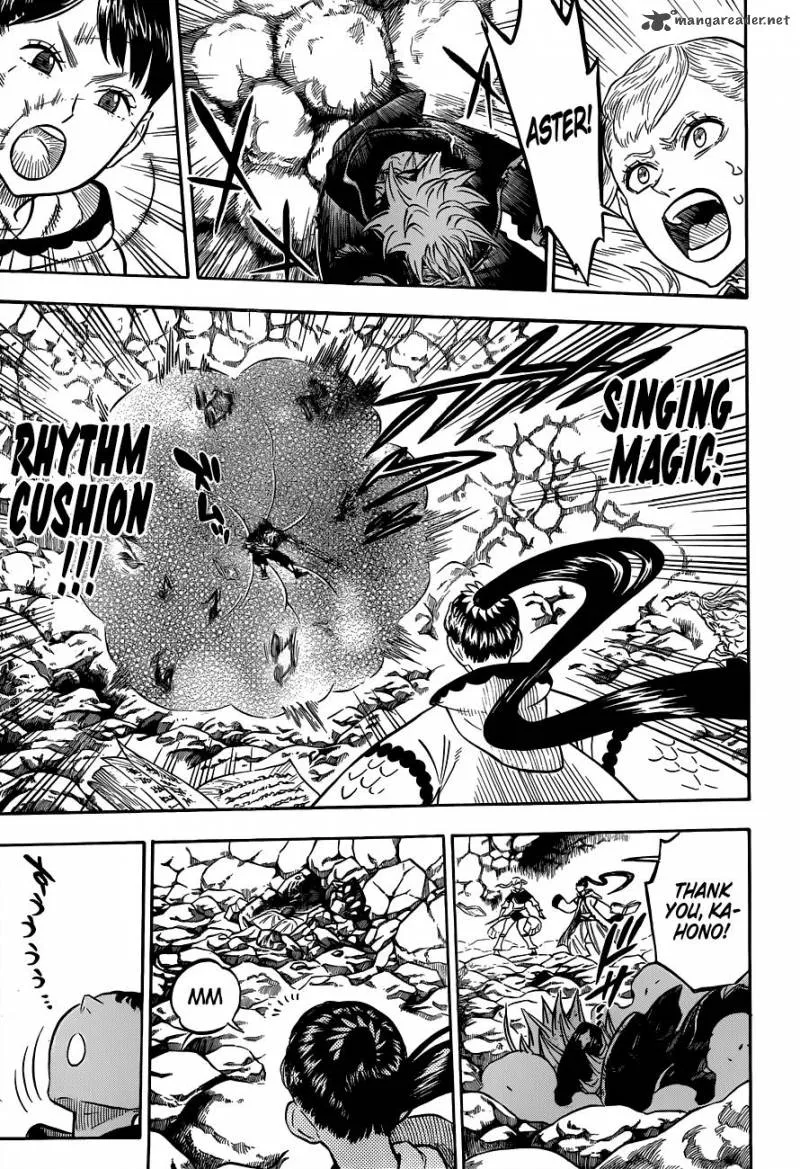 mangareader.net
ASTER!
SINGING
MAGIC:
RHYTHM
CUSHION
!!!
THANK
YOU, KA-
HONO!
MM